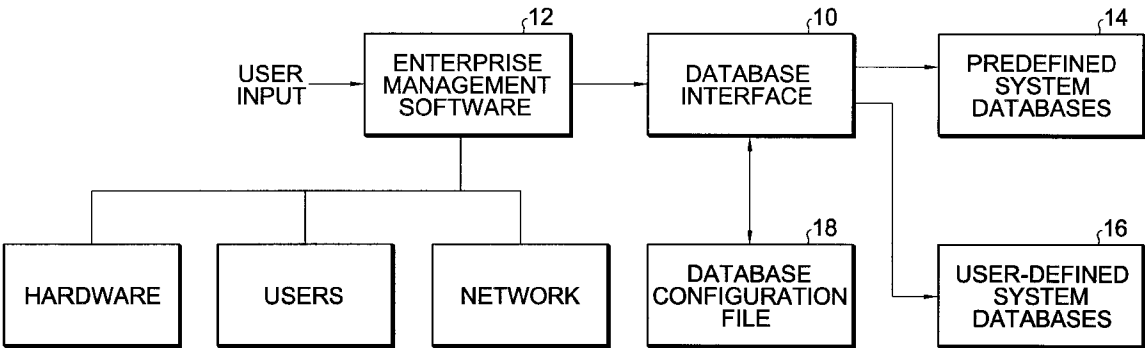 12
10
14
USER
INPUT
ENTERPRISE
MANAGEMENT
SOFTWARE
DATABASE
INTERFACE
PREDEFINED
SYSTEM
DATABASES
18
16
HARDWARE
USERS
NETWORK
DATABASE
CONFIGURATION
FILE
USER-DEFINED
SYSTEM
DATABASES